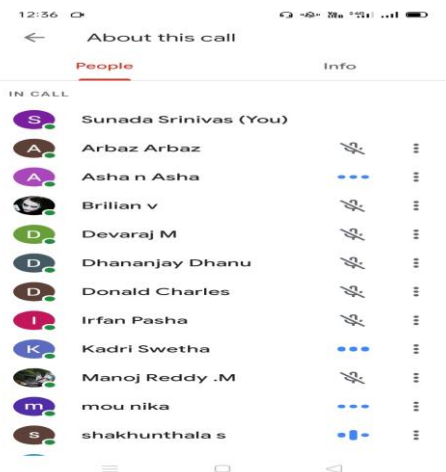 12:36
About this call
People Info
IN CALL
S Sunada Srinivas (You)
A Arbaz Arbaz
A Asha n Asha
Brilian v
D Devaraj M
D Dhananjay Dhanu
D Donald Charles
I Irfan Pasha
K Kadri Swetha
Manoj Reddy .M
m mou nika
s shakhunthala s